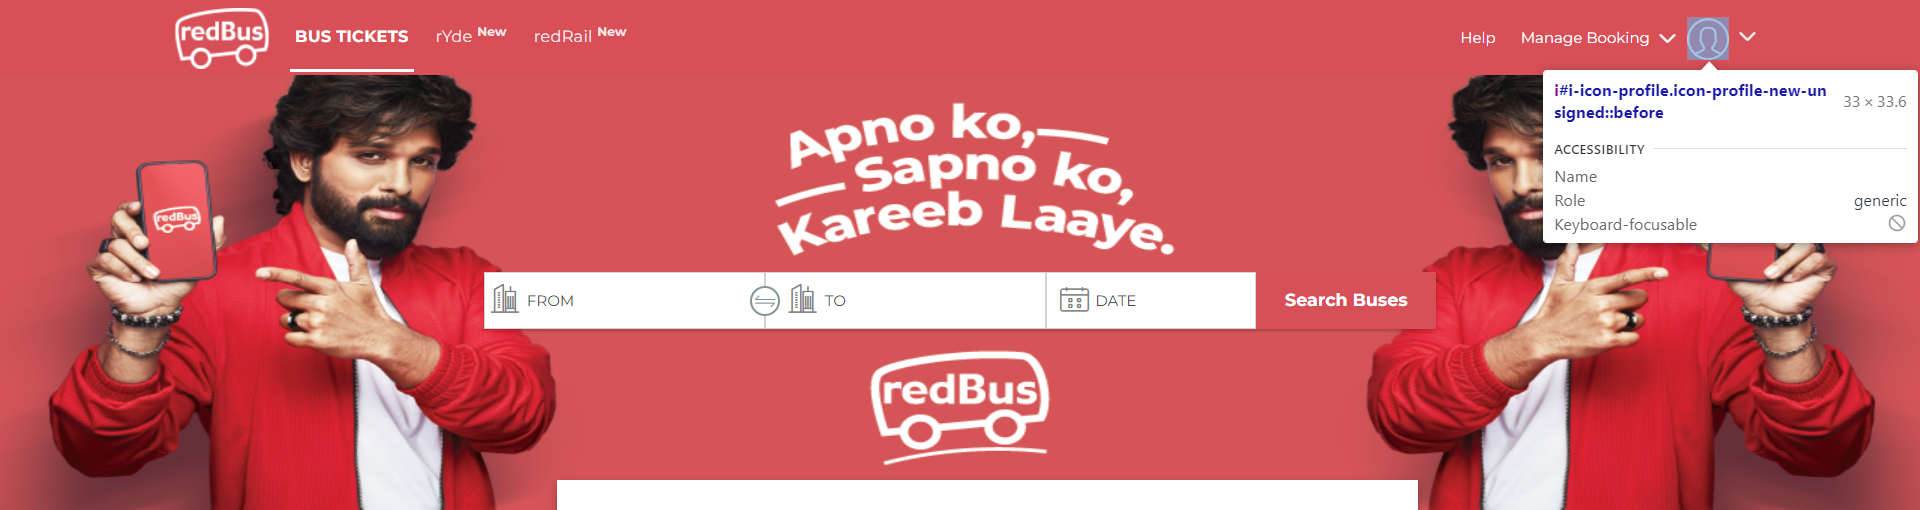 redBus
BUS TICKETS
rYde New
redRail New
Help
Manage Booking
i#i-icon-profile.icon-profile-new-un
signed::before
33 × 33.6
ACCESSIBILITY
Name
Role generic
Keyboard-focusable
Apno ko,
Sapno ko,
Kareeb Laaye.
redBus
FROM
TO
DATE
Search Buses
redBus